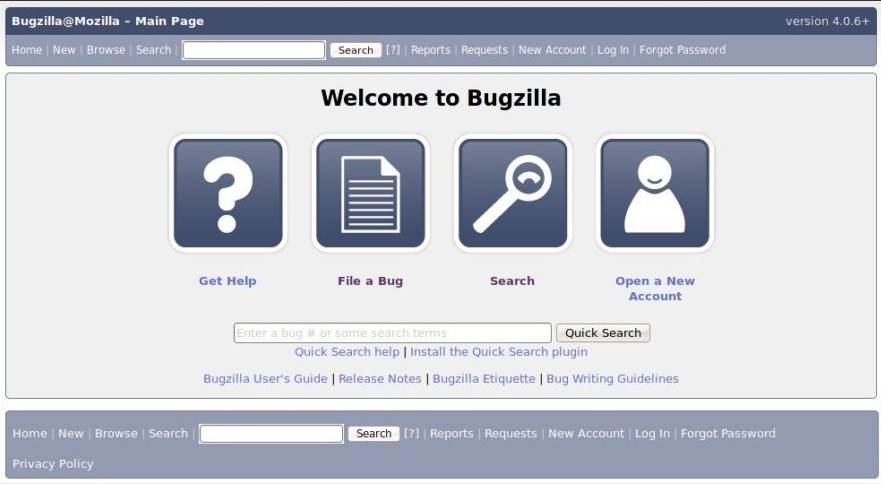 Bugzilla@Mozilla – Main Page version 4.0.6+
Home | New | Browse | Search | Search [?] | Reports | Requests | New Account | Log In | Forgot Password
Welcome to Bugzilla
Get Help File a Bug Search Open a New
Account
Enter a bug # or some search terms Quick Search
Quick Search help | Install the Quick Search plugin
Bugzilla User's Guide | Release Notes | Bugzilla Etiquette | Bug Writing Guidelines
Home | New | Browse | Search | Search [?] | Reports | Requests | New Account | Log In | Forgot Password
Privacy Policy